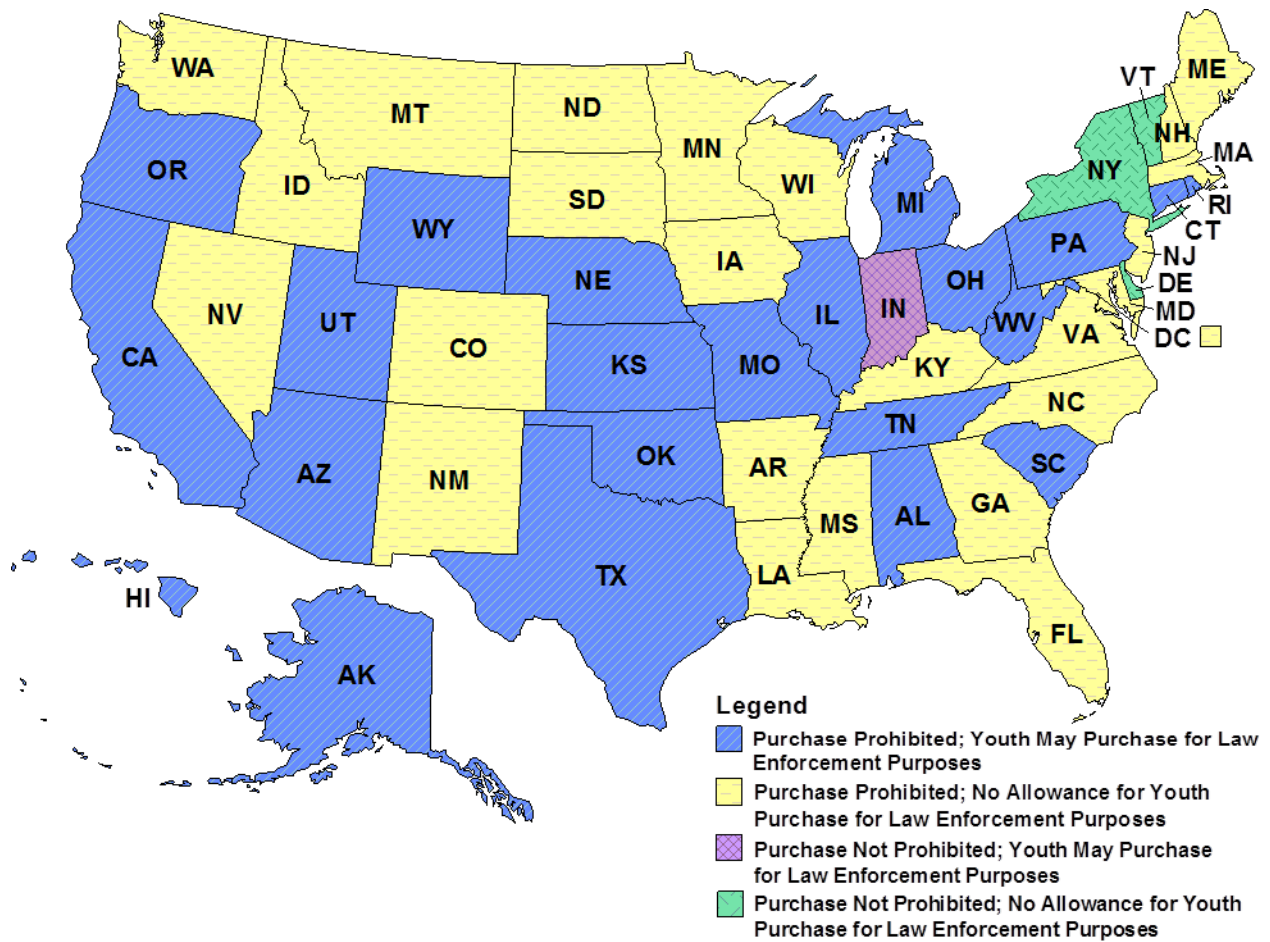 WA
MT
ND
MN
VT
ME
NH
MA
OR
ID
SD
WI
NY
WY
MI
RI
CT
NE
IA
PA
NJ
NV
UT
IL
IN
OH
DE
MD
CA
CO
KS
MO
WV
VA
DC
KY
NC
AZ
NM
OK
AR
TN
SC
MS
AL
GA
HI
TX
LA
FL
AK
Legend
Purchase Prohibited; Youth May Purchase for Law
Enforcement Purposes
Purchase Prohibited; No Allowance for Youth
Purchase for Law Enforcement Purposes
Purchase Not Prohibited; Youth May Purchase
for Law Enforcement Purposes
Purchase Not Prohibited; No Allowance for Youth
Purchase for Law Enforcement Purposes